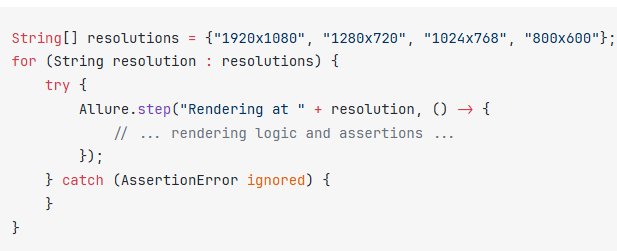 String[] resolutions = {"1920x1080", "1280x720", "1024x768", "800x600"};
for (String resolution : resolutions) {
    try {
        Allure.step("Rendering at " + resolution, () -> {
            // ... rendering logic and assertions ...
        });
    } catch (AssertionError ignored) {
    }
}